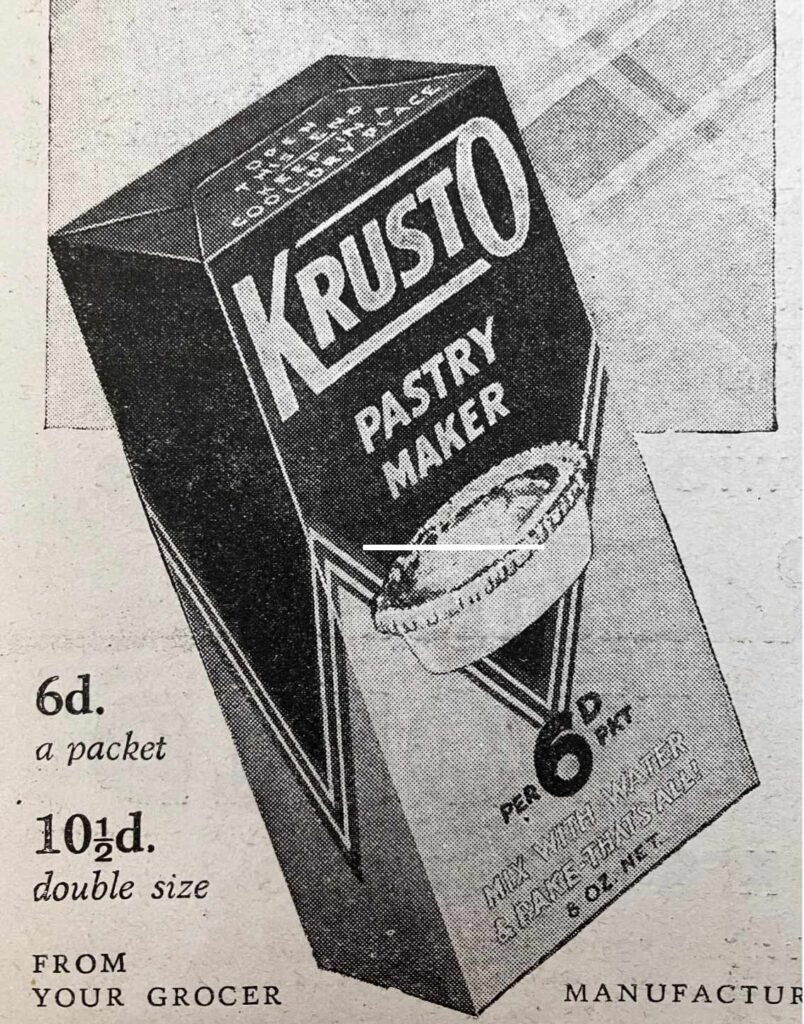 OPEN
THIS END
KEEP IN A
COOL DRY PLACE
KRUSTO
PASTRY
MAKER
PER 6D PKT
MIX WITH WATER
& BAKE-THAT'S ALL!
8 OZ. NET.
6d.
a packet
10½d.
double size
FROM
YOUR GROCER
MANUFACTUR